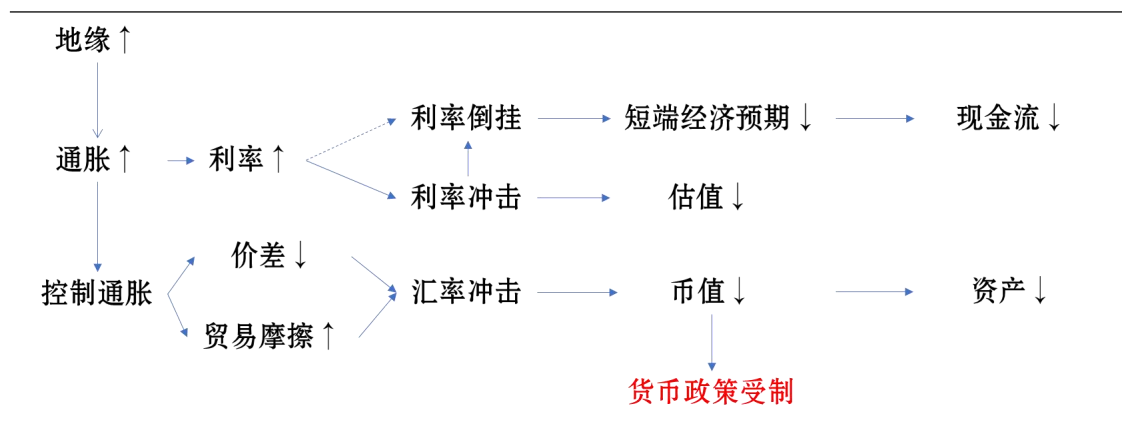 地缘↑
利率倒挂
短端经济预期↓
现金流↓
通胀↑
利率↑
利率冲击
估值↓
价差↓
控制通胀
汇率冲击
币值↓
资产↓
贸易摩擦↑
货币政策受制